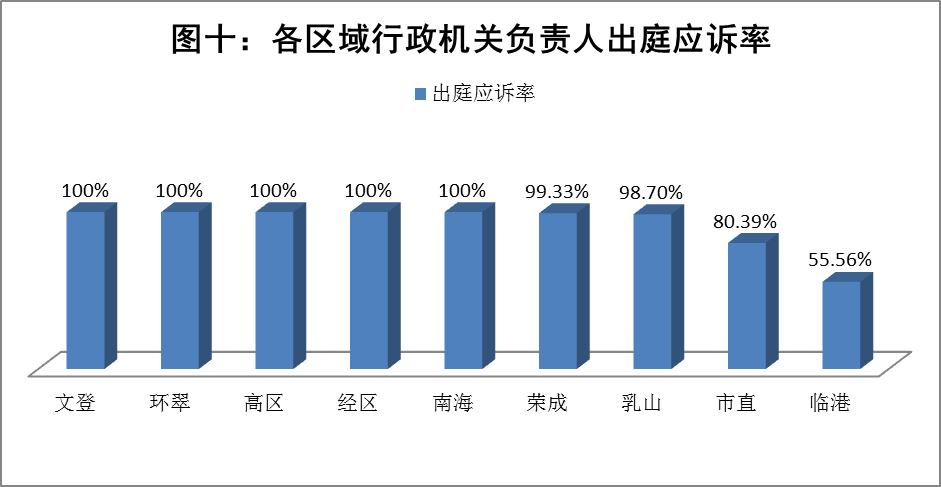 图十：各区域行政机关负责人出庭应诉率
出庭应诉率
100% 100% 100% 100% 100% 99.33% 98.70% 80.39% 55.56%
文登 环翠 高区 经区 南海 荣成 乳山 市直 临港